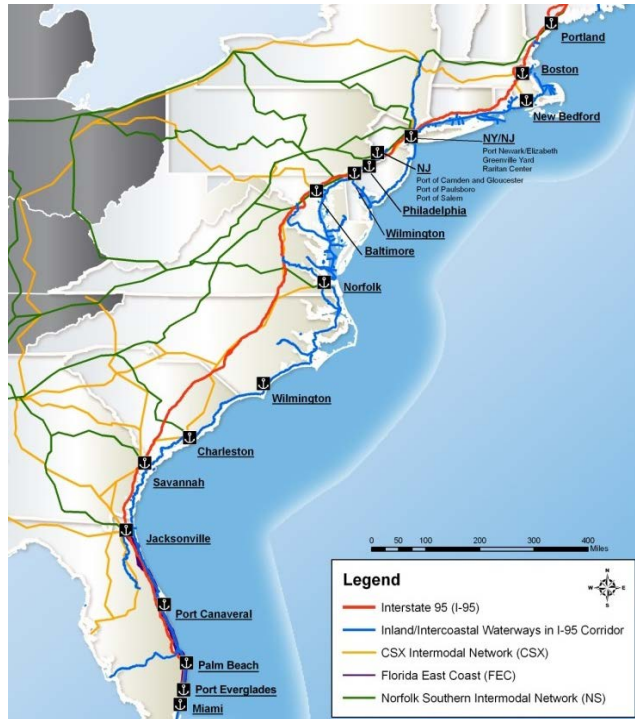 Portland
Boston
New Bedford
NY/NJ
Port Newark/Elizabeth
Greenville Yard
Raritan Center
NJ
Port of Camden and Gloucester
Port of Paulsboro
Port of Salem
Philadelphia
Wilmington
Baltimore
Norfolk
Wilmington
Charleston
Savannah
Jacksonville
Port Canaveral
Palm Beach
Port Everglades
Miami
0 50 100 200 300 400
Miles
Legend
N
W E
S
Interstate 95 (I-95)
Inland/Intercoastal Waterways in I-95 Corridor
CSX Intermodal Network (CSX)
Florida East Coast (FEC)
Norfolk Southern Intermodal Network (NS)